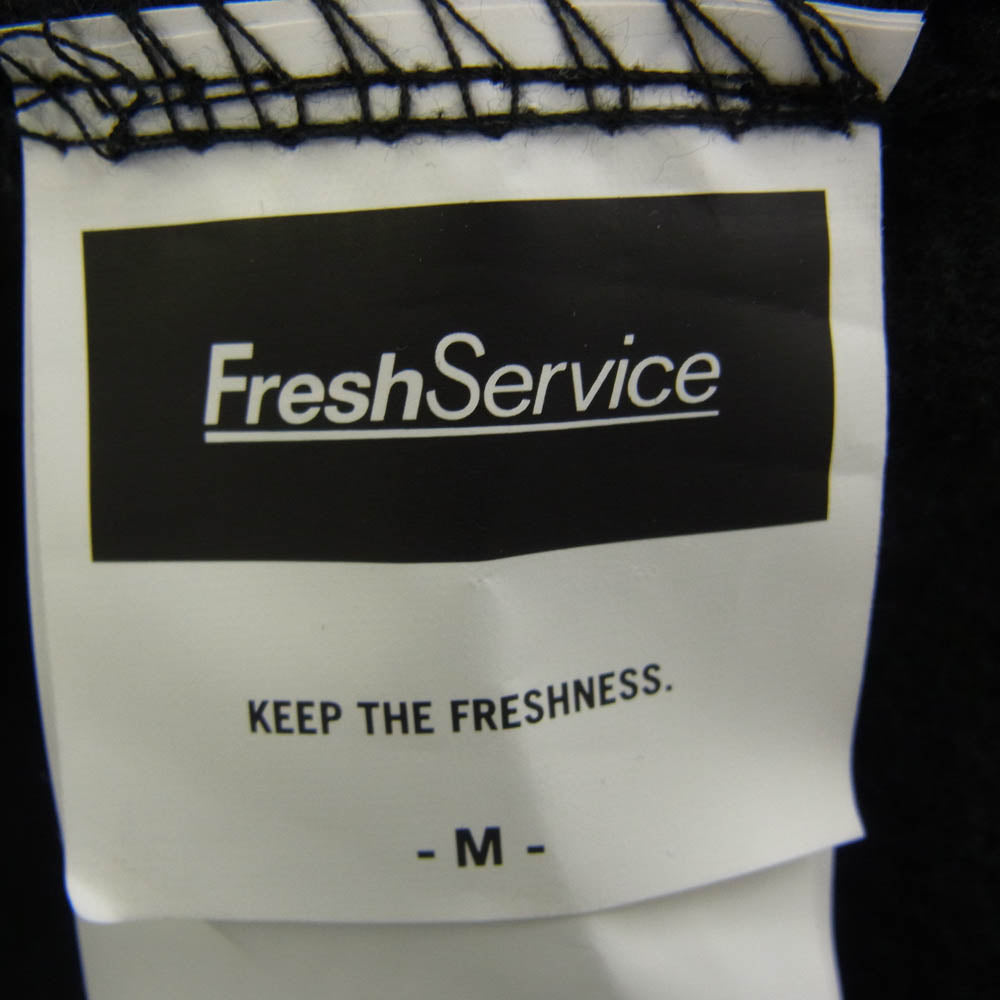 FreshService
KEEP THE FRESHNESS.
- M -